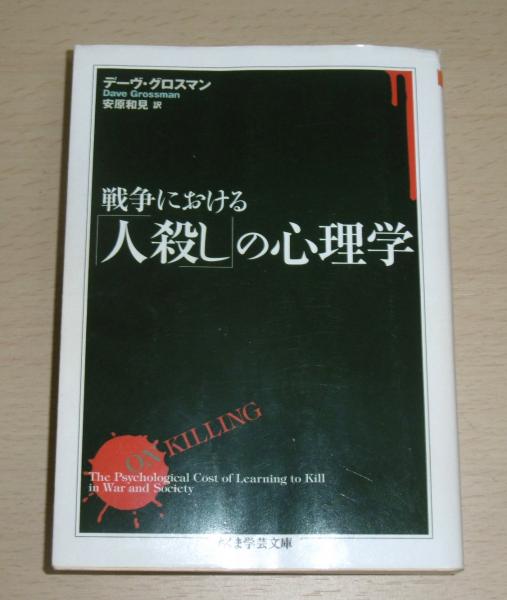 デーヴ・グロスマン
Dave Grossman
安原和見 訳
戦争における
「人殺し」の心理学
ON KILLING
The Psychological Cost of Learning to Kill
in War and Society
ちくま学芸文庫